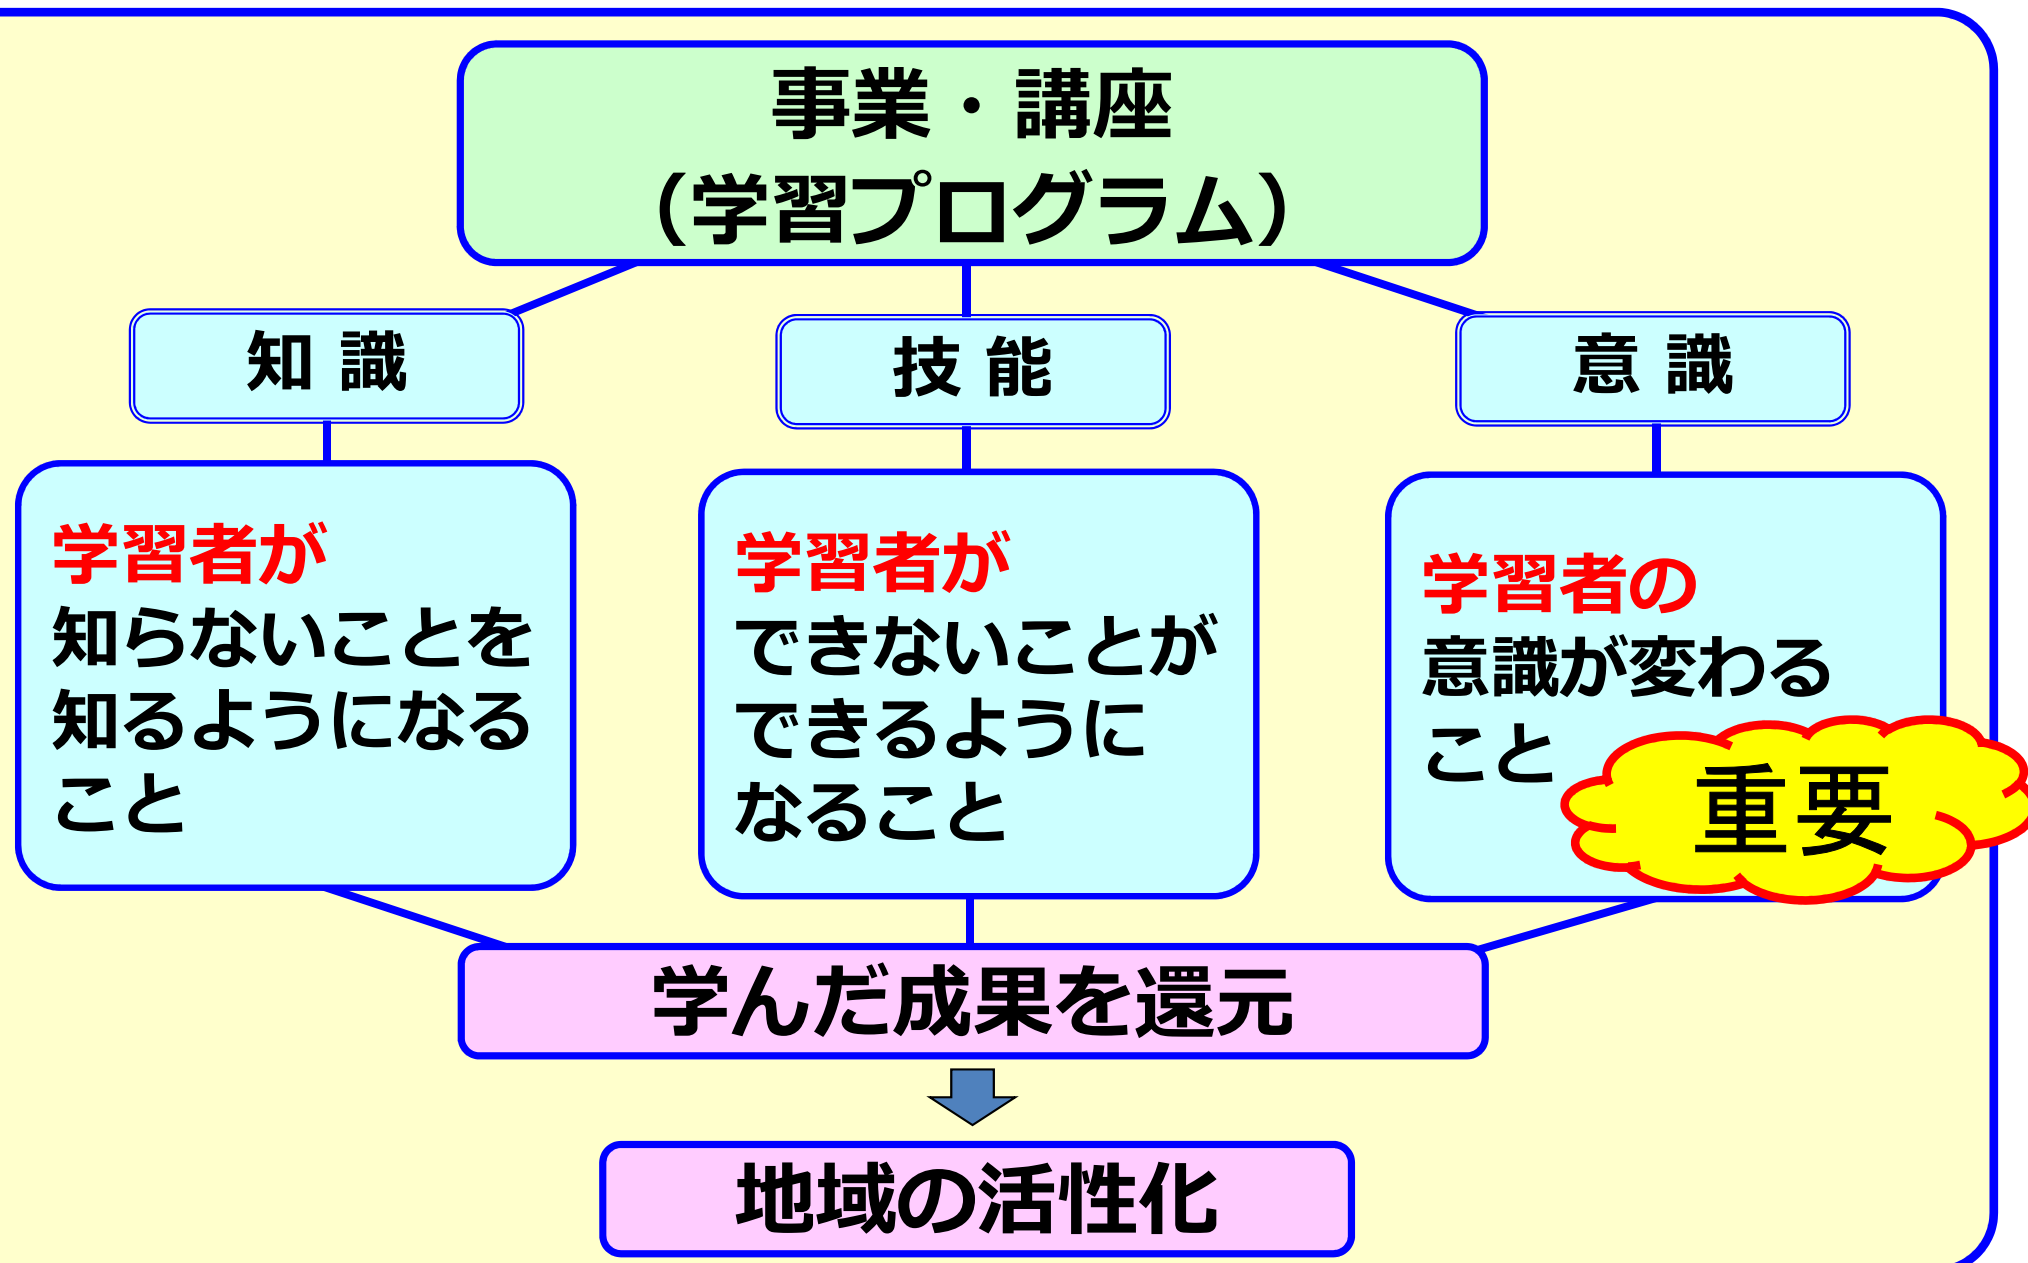 事業・講座
（学習プログラム）
知 識
技 能
意 識
学習者が
知らないことを
知るようになる
こと
学習者が
できないことが
できるように
なること
学習者の
意識が変わる
こと
重要
学んだ成果を還元
地域の活性化